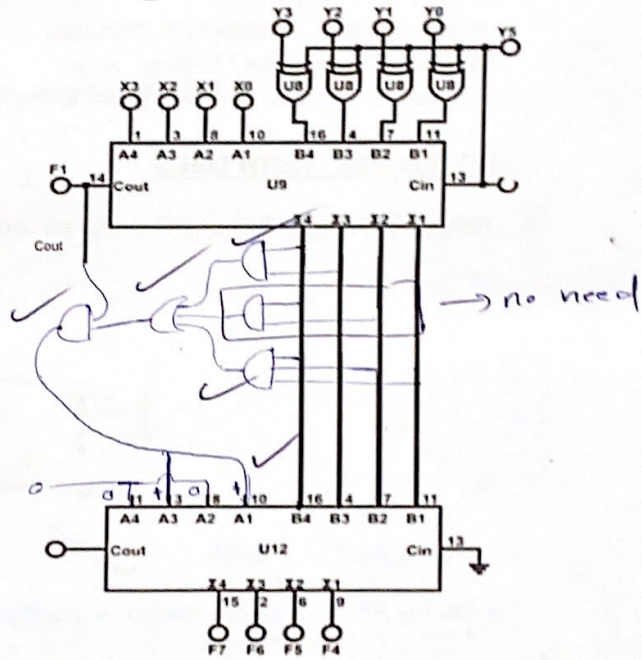 Y3 Y2 Y1 Y0
Y5
X3 X2 X1 X0
U8 U8 U8 U8
1 3 8 10 16 4 7 11
A4 A3 A2 A1 B4 B3 B2 B1
F1 14 Cout U9 Cin 13 C
Σ4 Σ3 Σ2 Σ1
Cout
→ no need
0 0 1 3 0 8 10 16 4 7 11
A4 A3 A2 A1 B4 B3 B2 B1
Cout U12 Cin 13
Σ4 Σ3 Σ2 Σ1
15 2 6 9
F7 F6 F5 F4